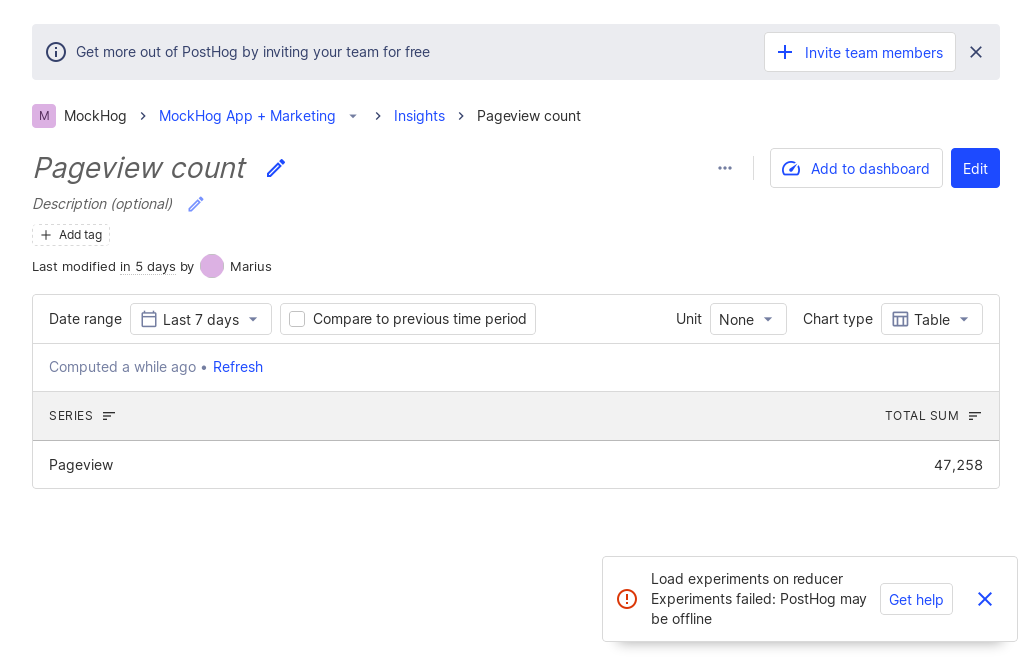 Get more out of PostHog by inviting your team for free
Invite team members
M MockHog MockHog App + Marketing Insights Pageview count
Pageview count
Add to dashboard
Edit
Description (optional)
Add tag
Last modified in 5 days by Marius
Date range Last 7 days Compare to previous time period Unit None Chart type Table
Computed a while ago • Refresh
SERIES TOTAL SUM
Pageview 47,258
Load experiments on reducer
Experiments failed: PostHog may
be offline
Get help